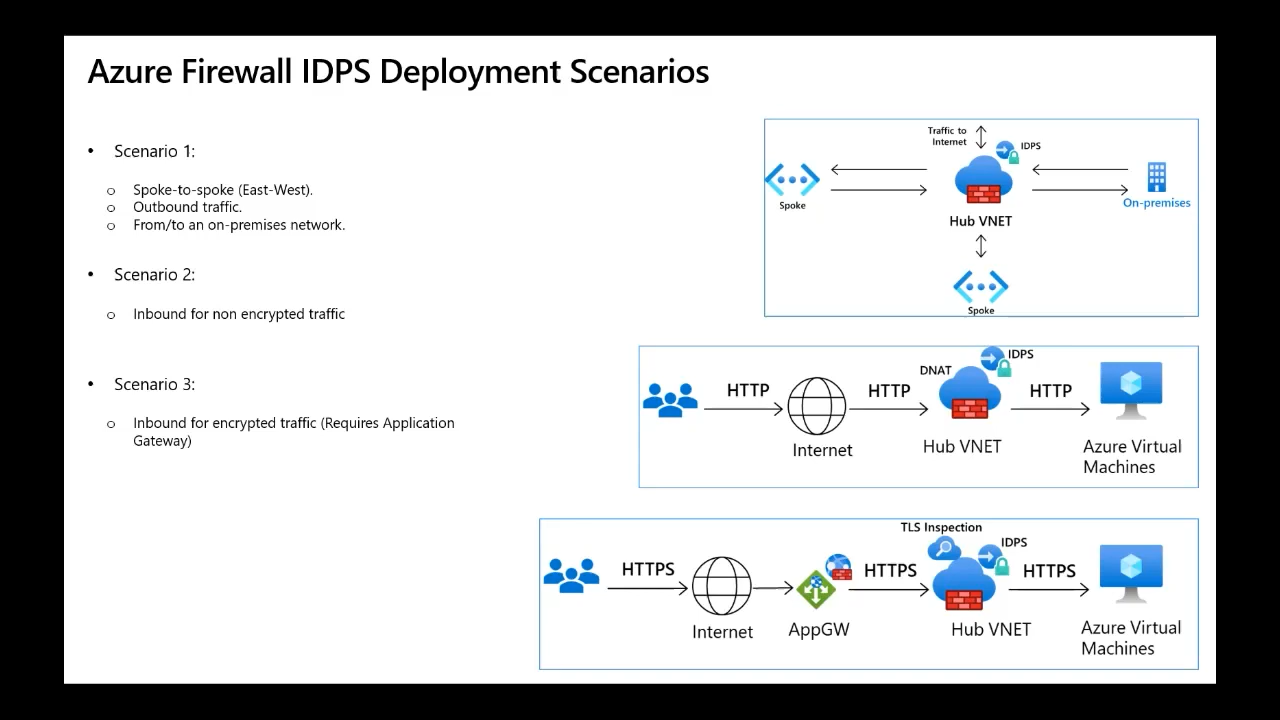 Azure Firewall IDPS Deployment Scenarios
• Scenario 1:
o Spoke-to-spoke (East-West).
o Outbound traffic.
o From/to an on-premises network.
• Scenario 2:
o Inbound for non encrypted traffic
• Scenario 3:
o Inbound for encrypted traffic (Requires Application
Gateway)
Traffic to
Internet
IDPS
Spoke
Hub VNET
On-premises
Spoke
HTTP
Internet
HTTP
DNAT
IDPS
Hub VNET
HTTP
Azure Virtual
Machines
HTTPS
Internet
AppGW
HTTPS
TLS Inspection
IDPS
Hub VNET
HTTPS
Azure Virtual
Machines